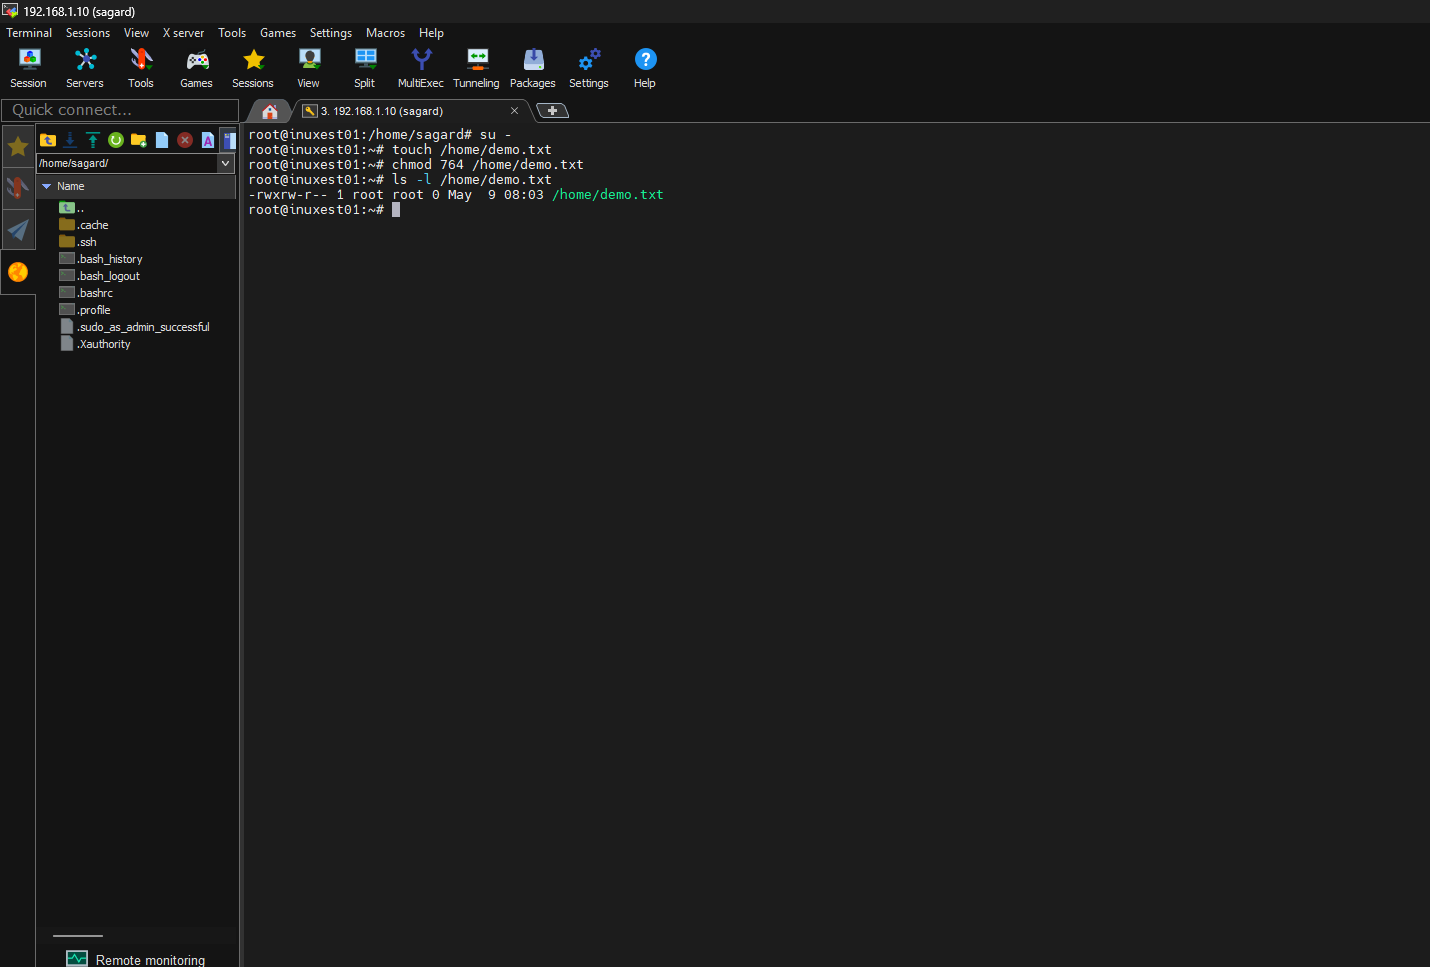 192.168.1.10 (sagard)
Terminal Sessions View X server Tools Games Settings Macros Help
Session Servers Tools Games Sessions View Split MultiExec Tunneling Packages Settings Help
Quick connect...
3. 192.168.1.10 (sagard)
/home/sagard/
Name
..
.cache
.ssh
.bash_history
.bash_logout
.bashrc
.profile
.sudo_as_admin_successful
.Xauthority
Remote monitoring
root@inuxest01:/home/sagard# su -
root@inuxest01:~# touch /home/demo.txt
root@inuxest01:~# chmod 764 /home/demo.txt
root@inuxest01:~# ls -l /home/demo.txt
-rwxrw-r-- 1 root root 0 May  9 08:03 /home/demo.txt
root@inuxest01:~#